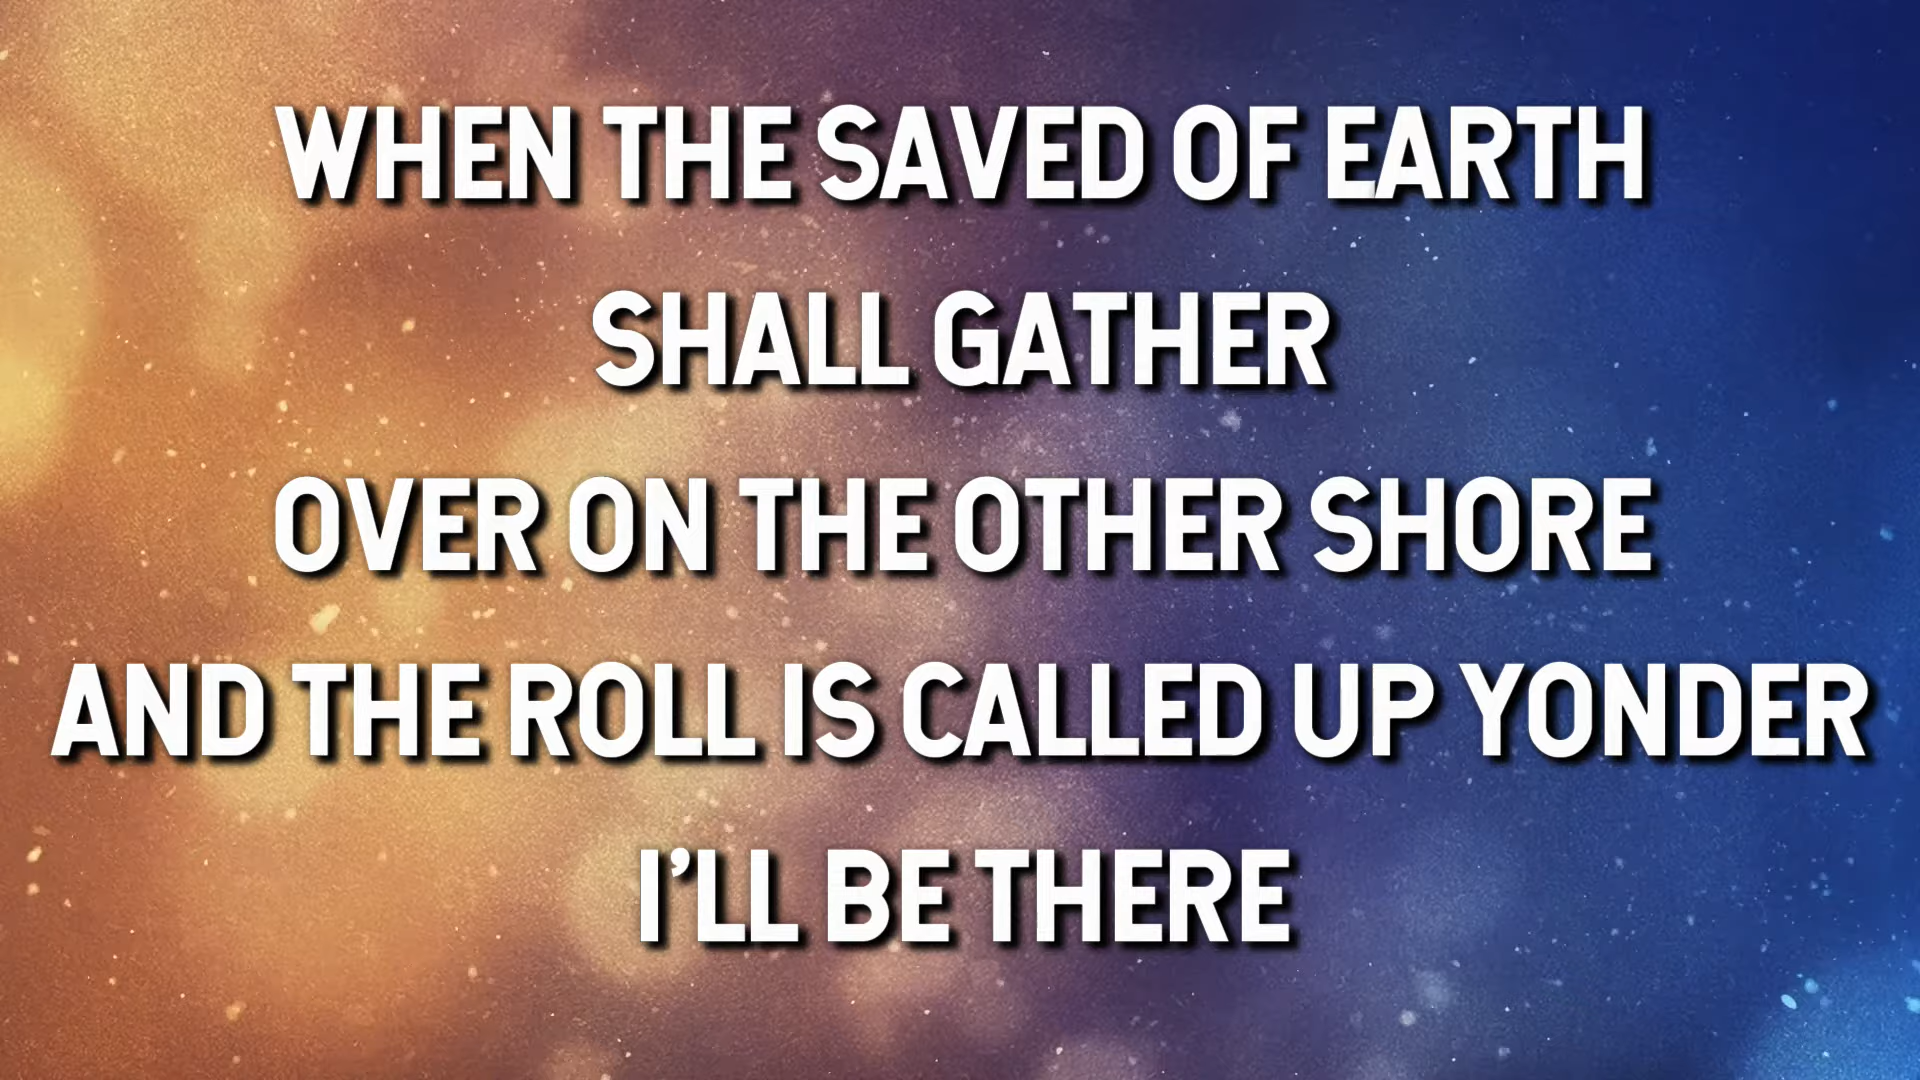 WHEN THE SAVED OF EARTH
SHALL GATHER
OVER ON THE OTHER SHORE
AND THE ROLL IS CALLED UP YONDER
I’LL BE THERE